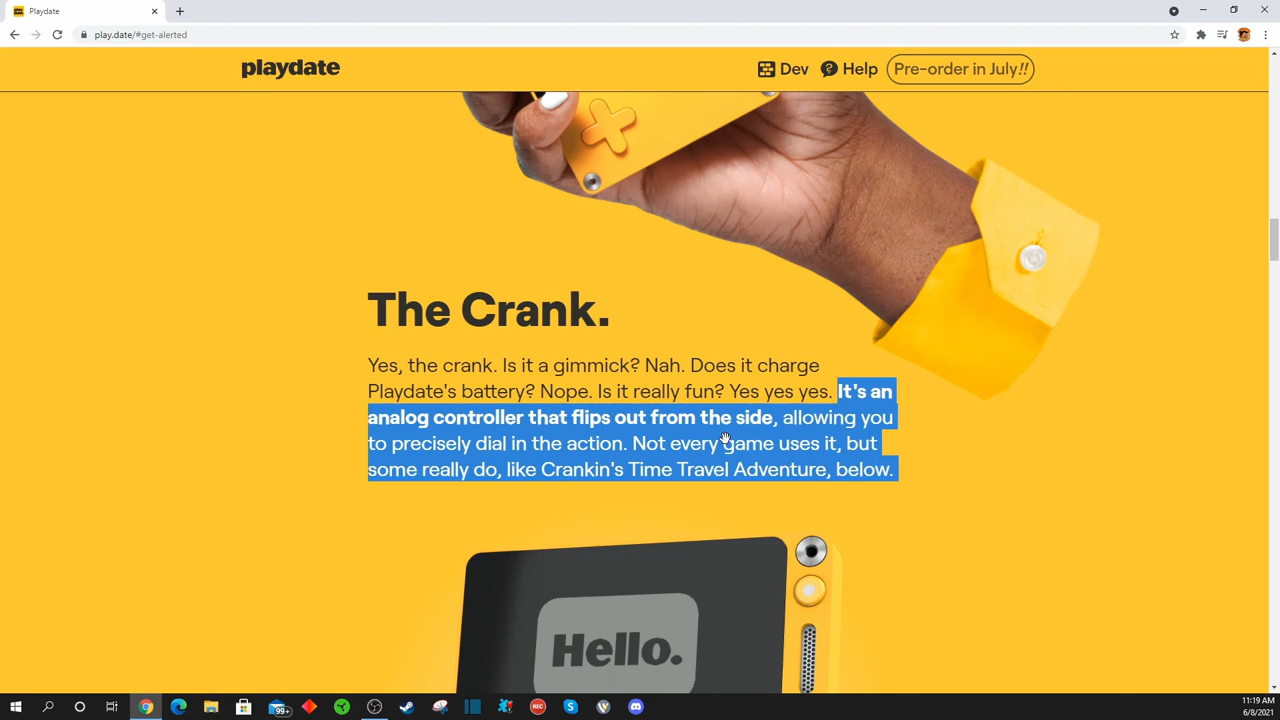 Playdate
play.date/#get-alerted
playdate
Dev
Help
Pre-order in July!!
The Crank.
Yes, the crank. Is it a gimmick? Nah. Does it charge
Playdate's battery? Nope. Is it really fun? Yes yes yes. It's an
analog controller that flips out from the side, allowing you
to precisely dial in the action. Not every game uses it, but
some really do, like Crankin's Time Travel Adventure, below.
Hello.
99+
REC
11:19 AM
6/8/2021